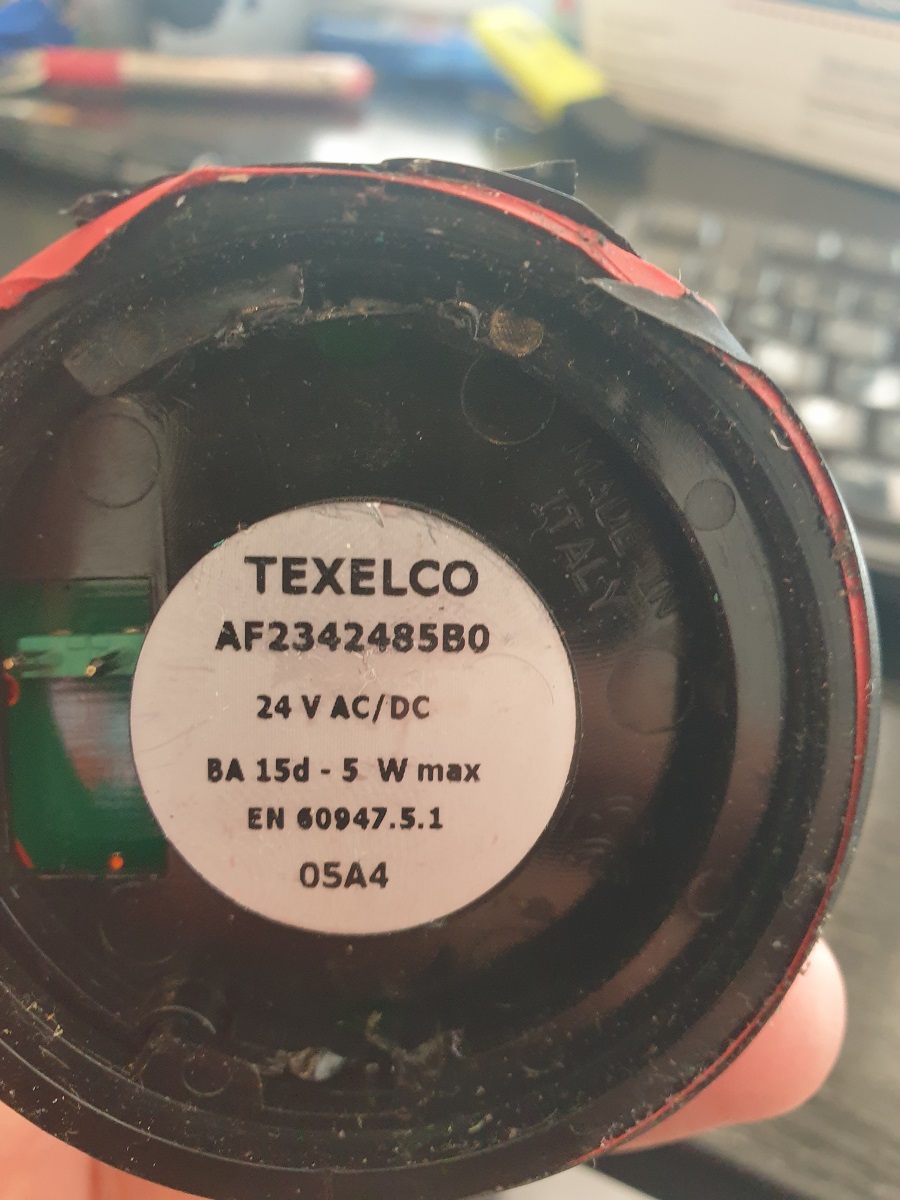 TEXELCO
AF2342485B0
24 V AC/DC
BA 15d - 5 W max
EN 60947.5.1
05A4
MADE IN
ITALY